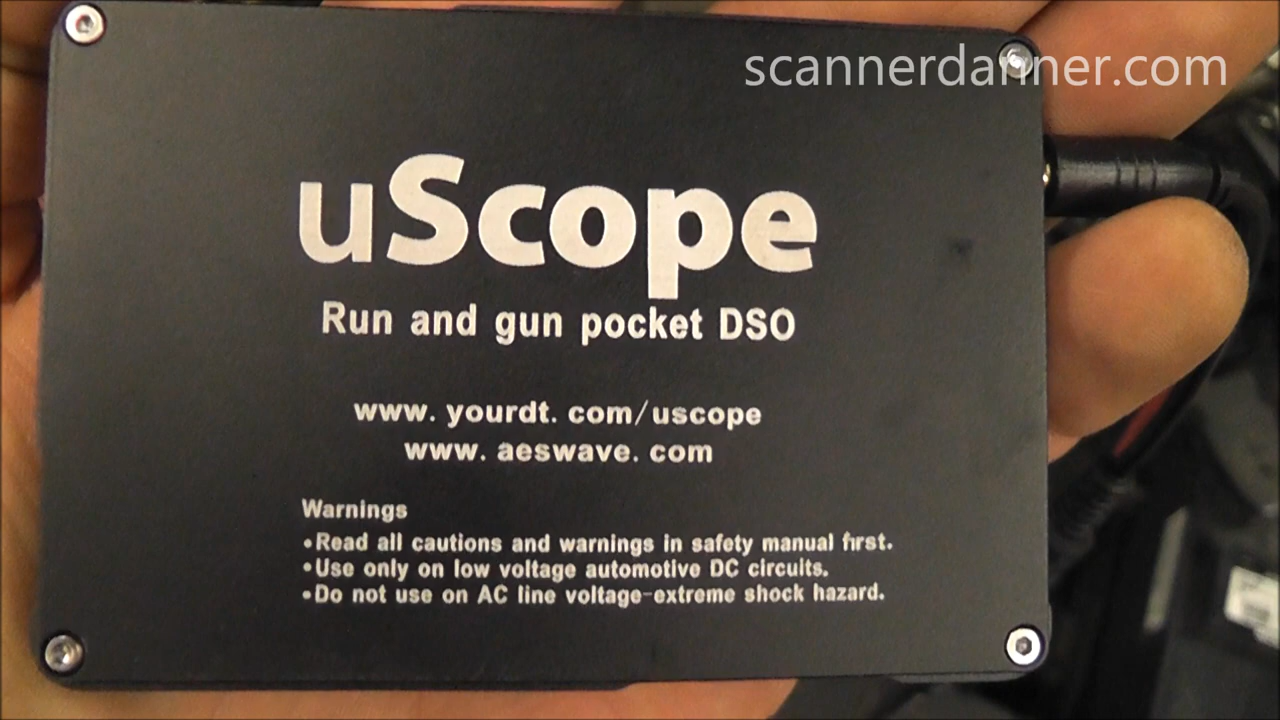 scannerdanner.com
uScope
Run and gun pocket DSO
www. yourdt. com/uscope
www. aeswave. com
Warnings
•Read all cautions and warnings in safety manual first.
•Use only on low voltage automotive DC circuits.
•Do not use on AC line voltage-extreme shock hazard.